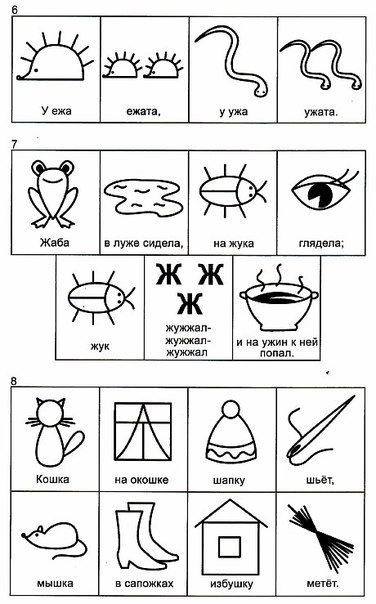 6
У ежа ежата, у ужа ужата.
7
Жаба в луже сидела, на жука глядела;
Ж Ж
Ж
жужжал-
жужжал-
жук жужжал и на ужин к ней
попал.
8
Кошка на окошке шапку шьёт,
мышка в сапожках избушку метёт.